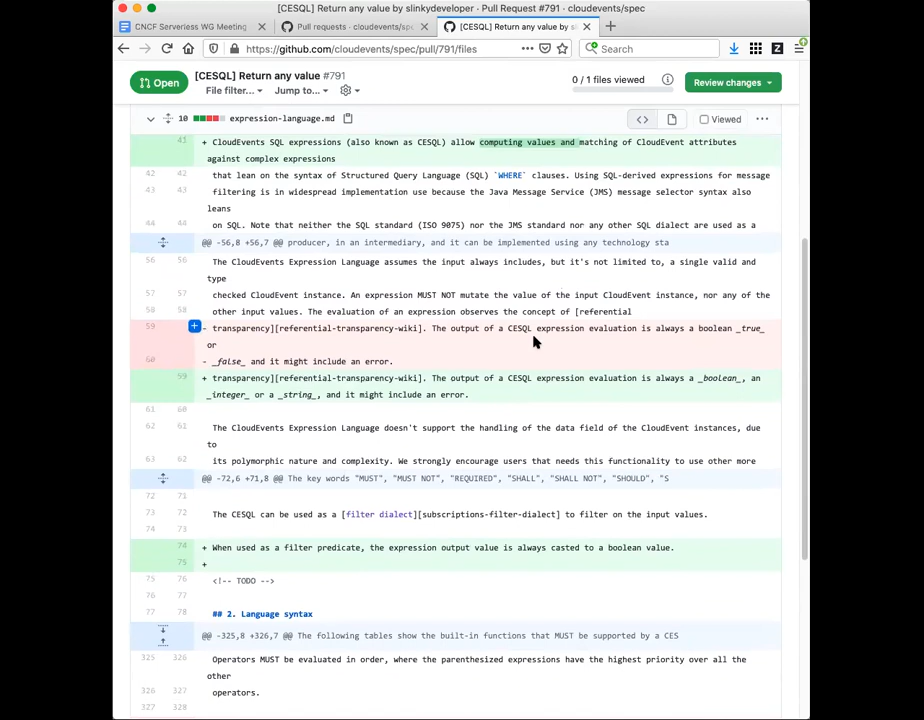 [CESQL] Return any value by slinkydeveloper · Pull Request #791 · cloudevents/spec
CNCF Serverless WG Meeting
Pull requests · cloudevents/spec
[CESQL] Return any value by sl
https://github.com/cloudevents/spec/pull/791/files
Search
Open
[CESQL] Return any value #791
File filter... Jump to...
0 / 1 files viewed
Review changes
10 expression-language.md
Viewed
41 + CloudEvents SQL expressions (also known as CESQL) allow computing values and matching of CloudEvent attributes
against complex expressions
42 42 that lean on the syntax of Structured Query Language (SQL) `WHERE` clauses. Using SQL-derived expressions for message
43 43 filtering is in widespread implementation use because the Java Message Service (JMS) message selector syntax also
leans
44 44 on SQL. Note that neither the SQL standard (ISO 9075) nor the JMS standard nor any other SQL dialect are used as a
@@ -56,8 +56,7 @@ producer, in an intermediary, and it can be implemented using any technology sta
56 56 The CloudEvents Expression Language assumes the input always includes, but it's not limited to, a single valid and
type
57 57 checked CloudEvent instance. An expression MUST NOT mutate the value of the input CloudEvent instance, nor any of the
58 58 other input values. The evaluation of an expression observes the concept of [referential
59 - transparency][referential-transparency-wiki]. The output of a CESQL expression evaluation is always a boolean _true_
or
60 - _false_ and it might include an error.
59 + transparency][referential-transparency-wiki]. The output of a CESQL expression evaluation is always a _boolean_, an
_integer_ or a _string_, and it might include an error.
61 60
62 61 The CloudEvents Expression Language doesn't support the handling of the data field of the CloudEvent instances, due
to
63 62 its polymorphic nature and complexity. We strongly encourage users that needs this functionality to use other more
@@ -72,6 +71,8 @@ The key words "MUST", "MUST NOT", "REQUIRED", "SHALL", "SHALL NOT", "SHOULD", "S
72 71
73 72 The CESQL can be used as a [filter dialect][subscriptions-filter-dialect] to filter on the input values.
74 73
74 + When used as a filter predicate, the expression output value is always casted to a boolean value.
75 +
75 76 <!-- TODO -->
76 77
77 78 ## 2. Language syntax
@@ -325,8 +326,7 @@ The following tables show the built-in functions that MUST be supported by a CES
325 326 Operators MUST be evaluated in order, where the parenthesized expressions have the highest priority over all the
other
326 327 operators.
327 328